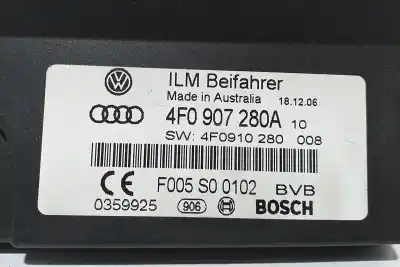 ILM Beifahrer
Made in Australia 18.12.06
4F0 907 280A 10
SW: 4F0910 280 008
CE F005 S0 0102 BVB
0359925 906 BOSCH